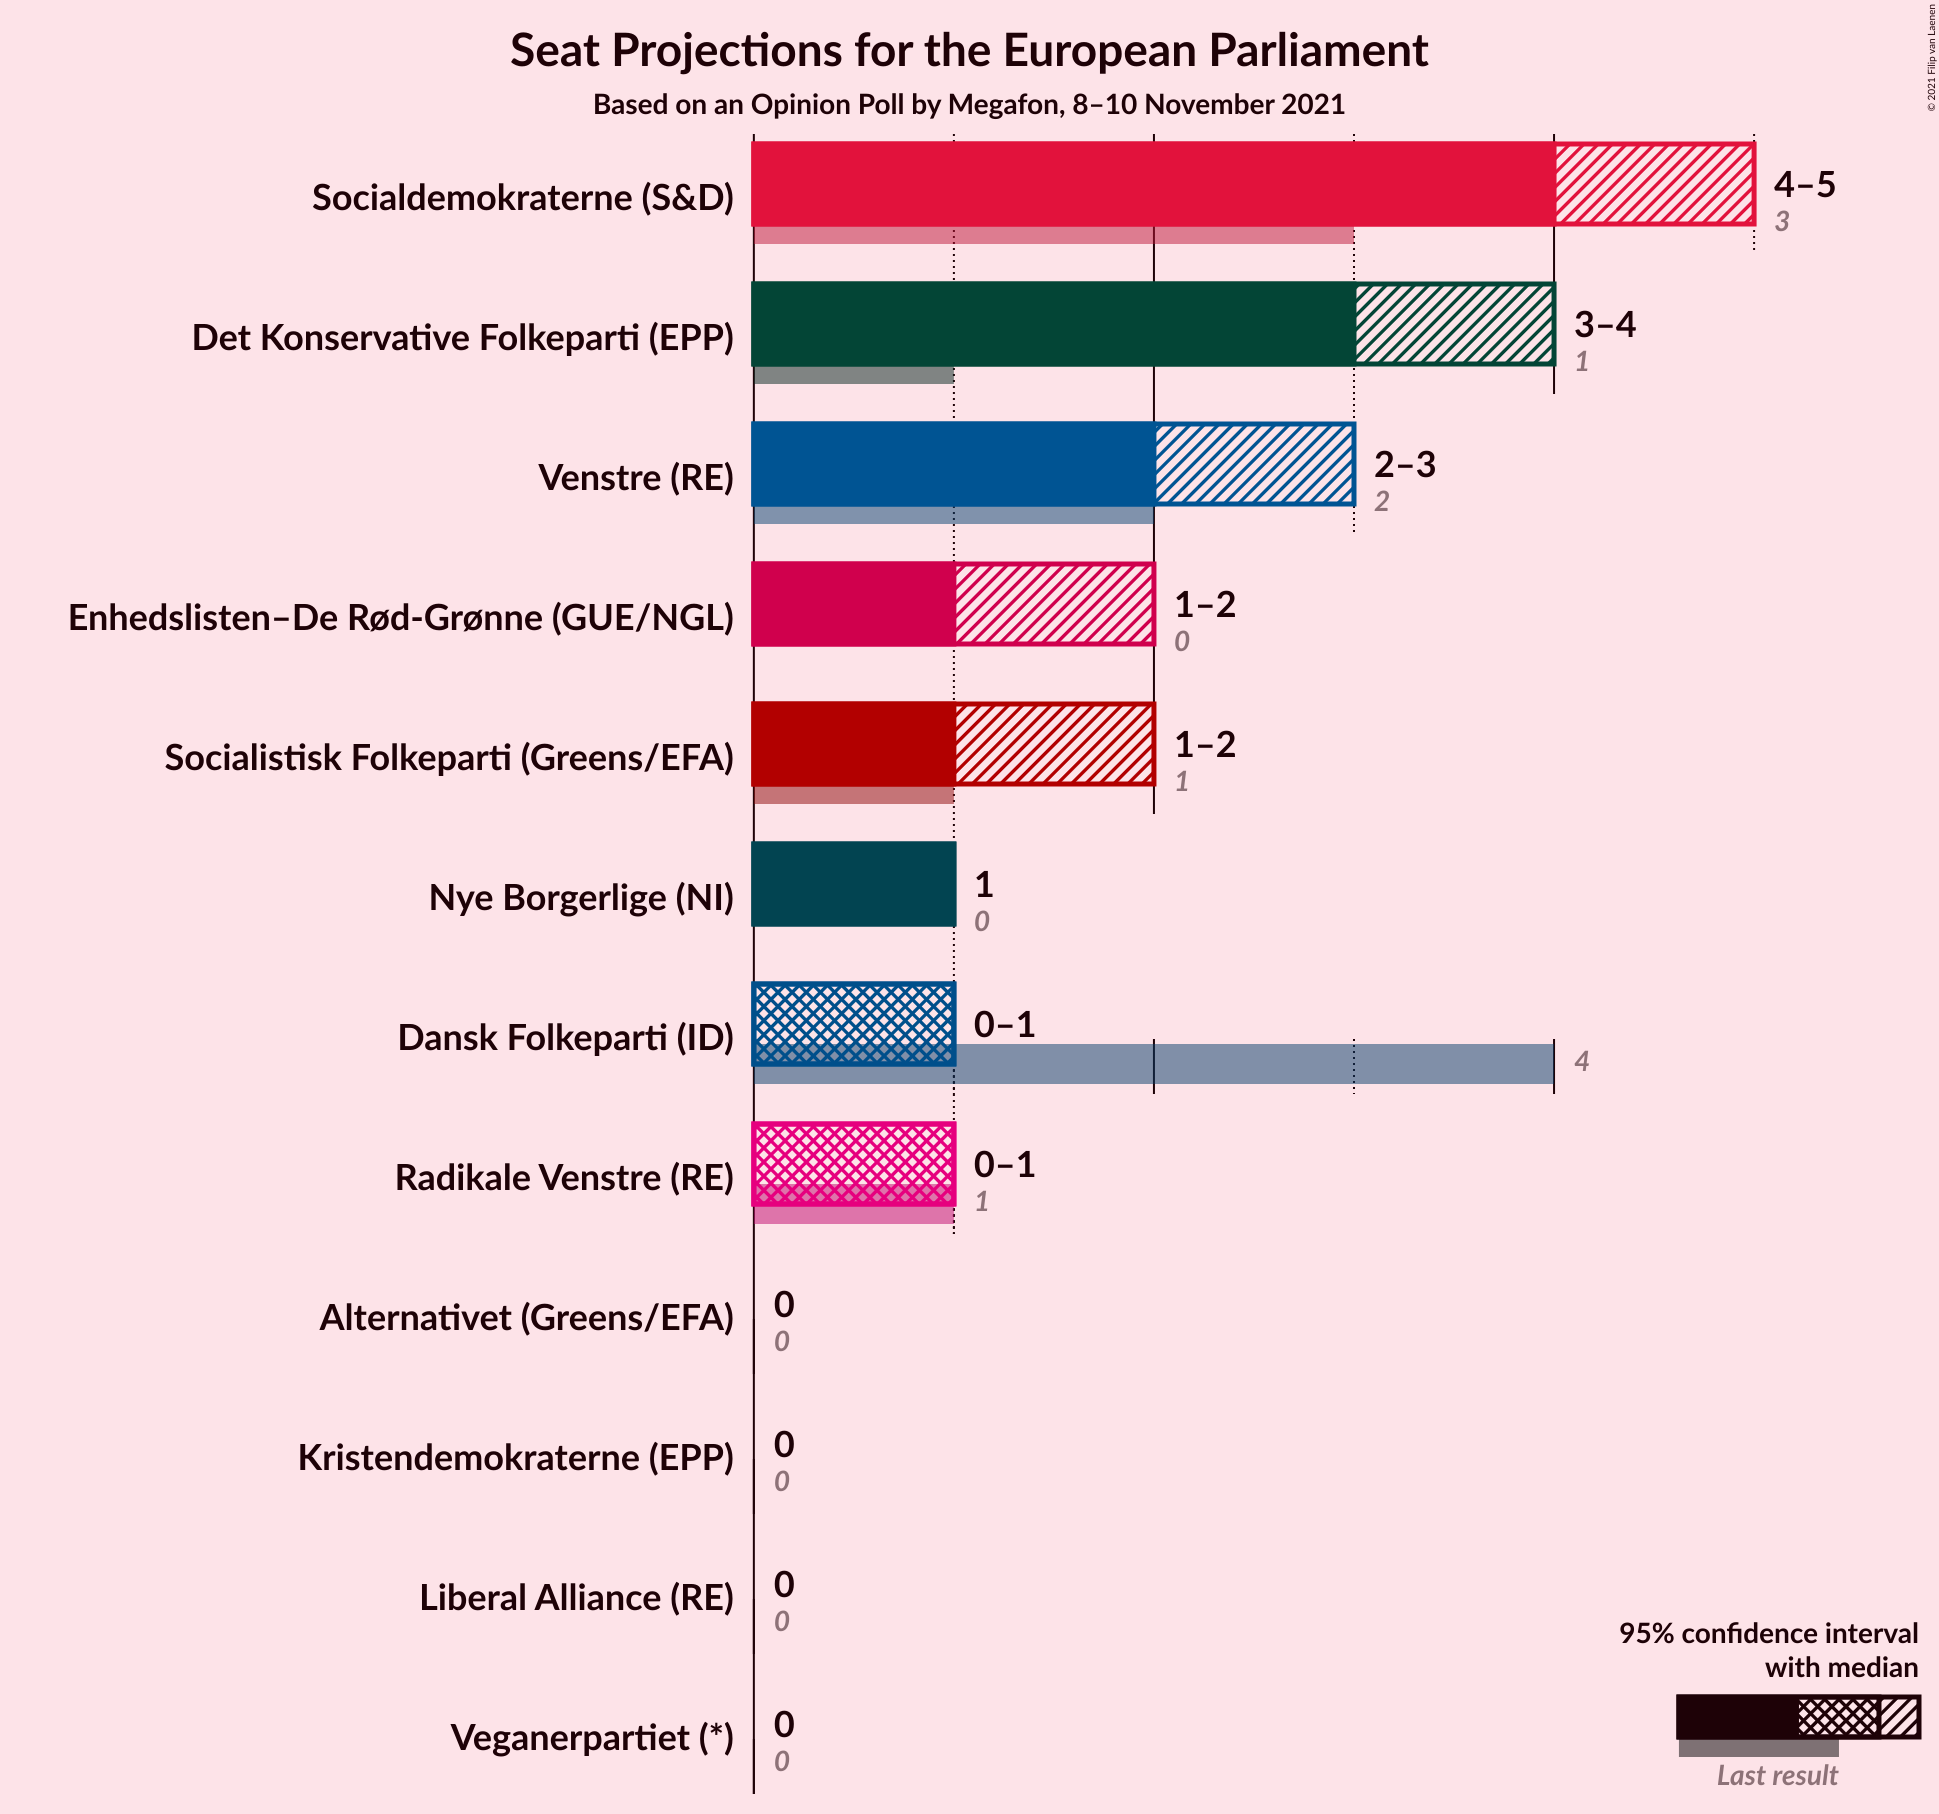 Seat Projections for the European Parliament
Based on an Opinion Poll by Megafon, 8–10 November 2021
© 2021 Filip van Laenen
Socialdemokraterne (S&D)
4–5
3
Det Konservative Folkeparti (EPP)
3–4
1
Venstre (RE)
2–3
2
Enhedslisten–De Rød-Grønne (GUE/NGL)
1–2
0
Socialistisk Folkeparti (Greens/EFA)
1–2
1
Nye Borgerlige (NI)
1
0
Dansk Folkeparti (ID)
0–1
4
Radikale Venstre (RE)
0–1
1
Alternativet (Greens/EFA)
0
0
Kristendemokraterne (EPP)
0
0
Liberal Alliance (RE)
0
0
Veganerpartiet (*)
0
0
95% confidence interval
with median
Last result